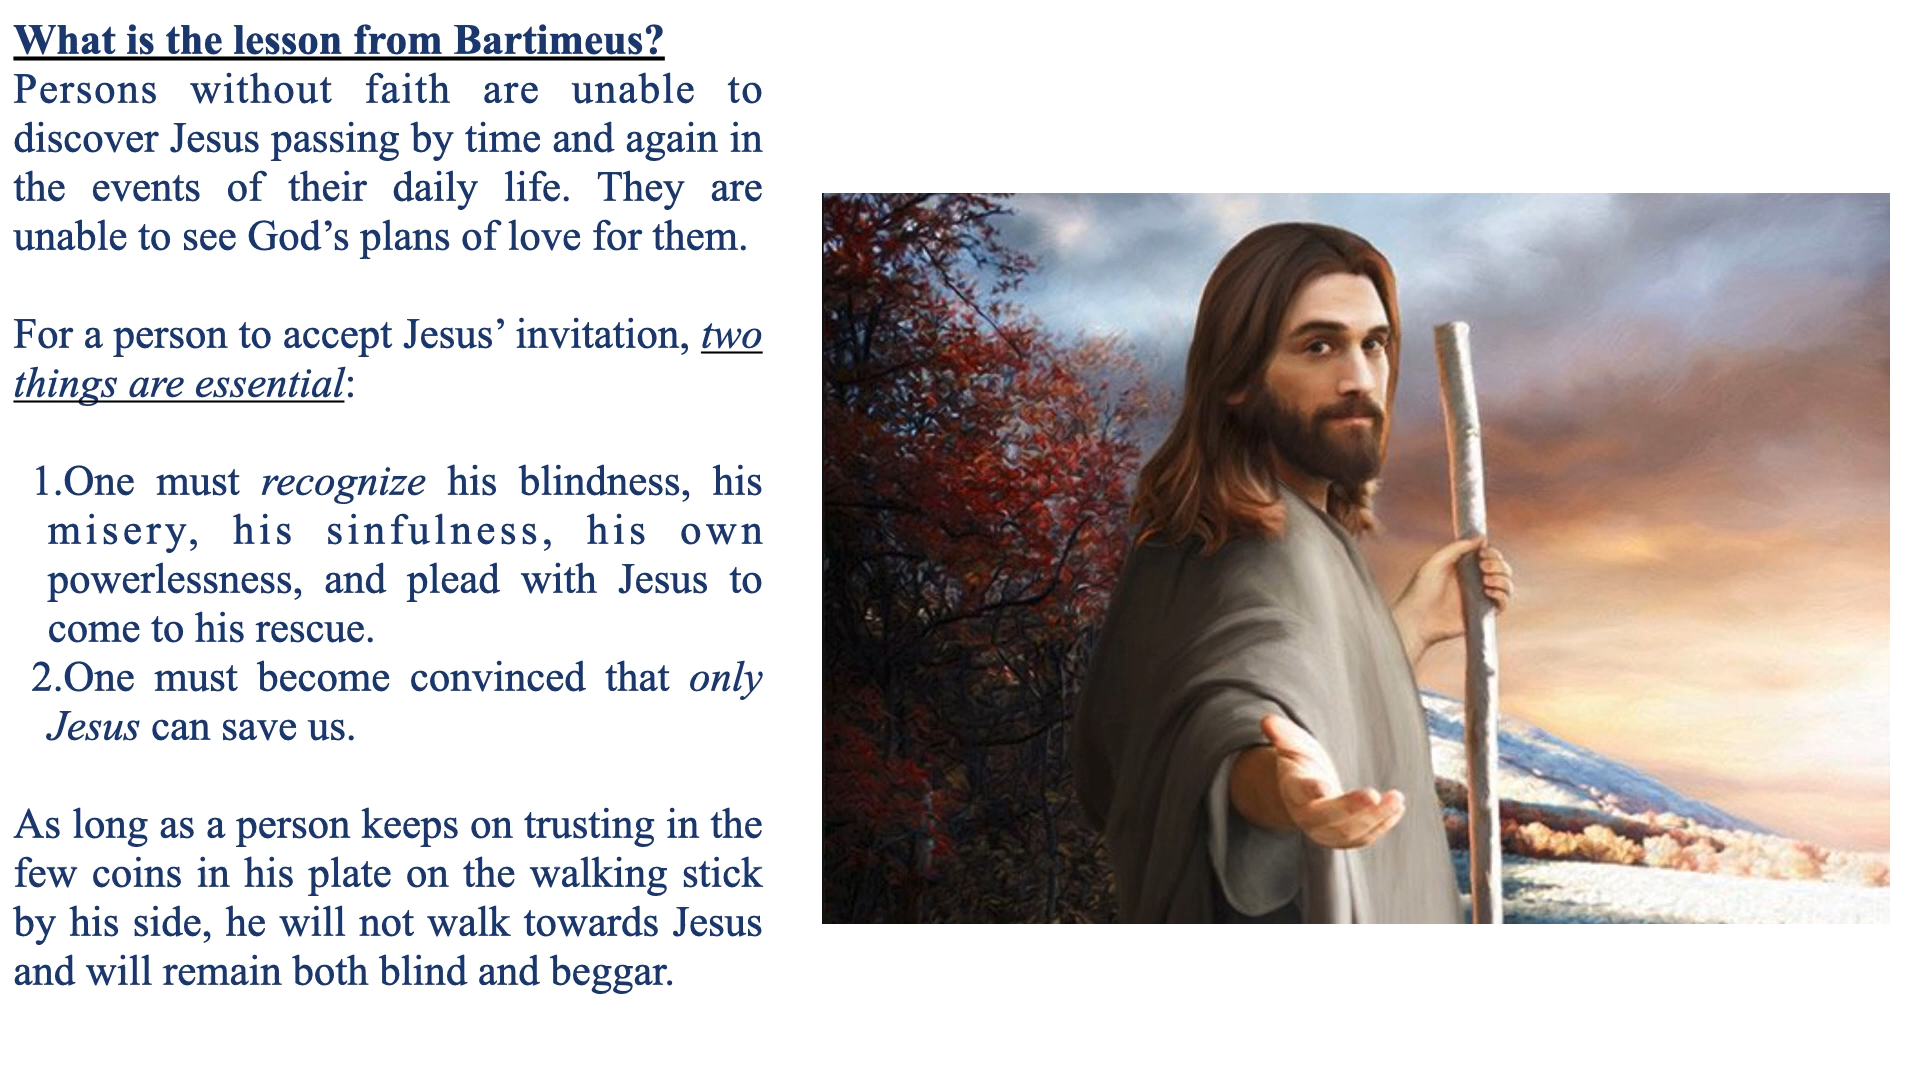 What is the lesson from Bartimeus?
Persons without faith are unable to
discover Jesus passing by time and again in
the events of their daily life. They are
unable to see God’s plans of love for them.
For a person to accept Jesus’ invitation, two
things are essential:
1.One must recognize his blindness, his
misery, his sinfulness, his own
powerlessness, and plead with Jesus to
come to his rescue.
2.One must become convinced that only
Jesus can save us.
As long as a person keeps on trusting in the
few coins in his plate on the walking stick
by his side, he will not walk towards Jesus
and will remain both blind and beggar.